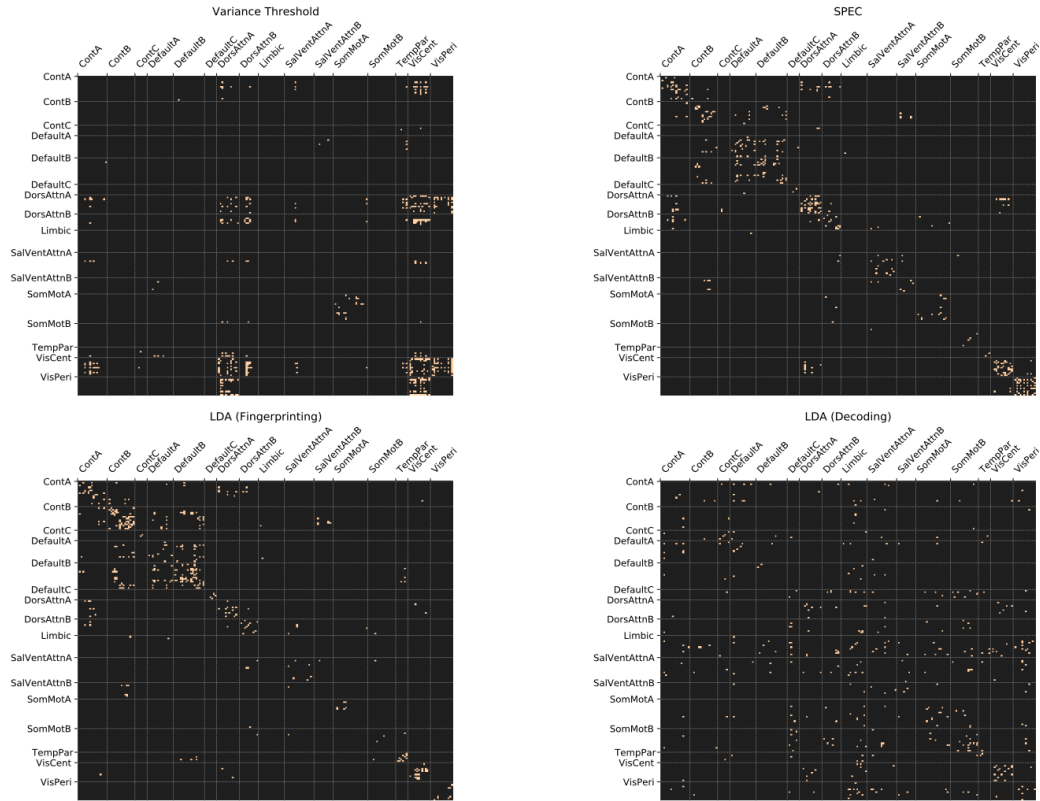 Variance Threshold
ContA ContB ContC DefaultA DefaultB DefaultC DorsAttnA DorsAttnB Limbic SalVentAttnA SalVentAttnB SomMotA SomMotB TempPar VisCent VisPeri
ContA
ContB
ContC
DefaultA
DefaultB
DefaultC
DorsAttnA
DorsAttnB
Limbic
SalVentAttnA
SalVentAttnB
SomMotA
SomMotB
TempPar
VisCent
VisPeri
SPEC
ContA ContB ContC DefaultA DefaultB DefaultC DorsAttnA DorsAttnB Limbic SalVentAttnA SalVentAttnB SomMotA SomMotB TempPar VisCent VisPeri
ContA
ContB
ContC
DefaultA
DefaultB
DefaultC
DorsAttnA
DorsAttnB
Limbic
SalVentAttnA
SalVentAttnB
SomMotA
SomMotB
TempPar
VisCent
VisPeri
LDA (Fingerprinting)
ContA ContB ContC DefaultA DefaultB DefaultC DorsAttnA DorsAttnB Limbic SalVentAttnA SalVentAttnB SomMotA SomMotB TempPar VisCent VisPeri
ContA
ContB
ContC
DefaultA
DefaultB
DefaultC
DorsAttnA
DorsAttnB
Limbic
SalVentAttnA
SalVentAttnB
SomMotA
SomMotB
TempPar
VisCent
VisPeri
LDA (Decoding)
ContA ContB ContC DefaultA DefaultB DefaultC DorsAttnA DorsAttnB Limbic SalVentAttnA SalVentAttnB SomMotA SomMotB TempPar VisCent VisPeri
ContA
ContB
ContC
DefaultA
DefaultB
DefaultC
DorsAttnA
DorsAttnB
Limbic
SalVentAttnA
SalVentAttnB
SomMotA
SomMotB
TempPar
VisCent
VisPeri